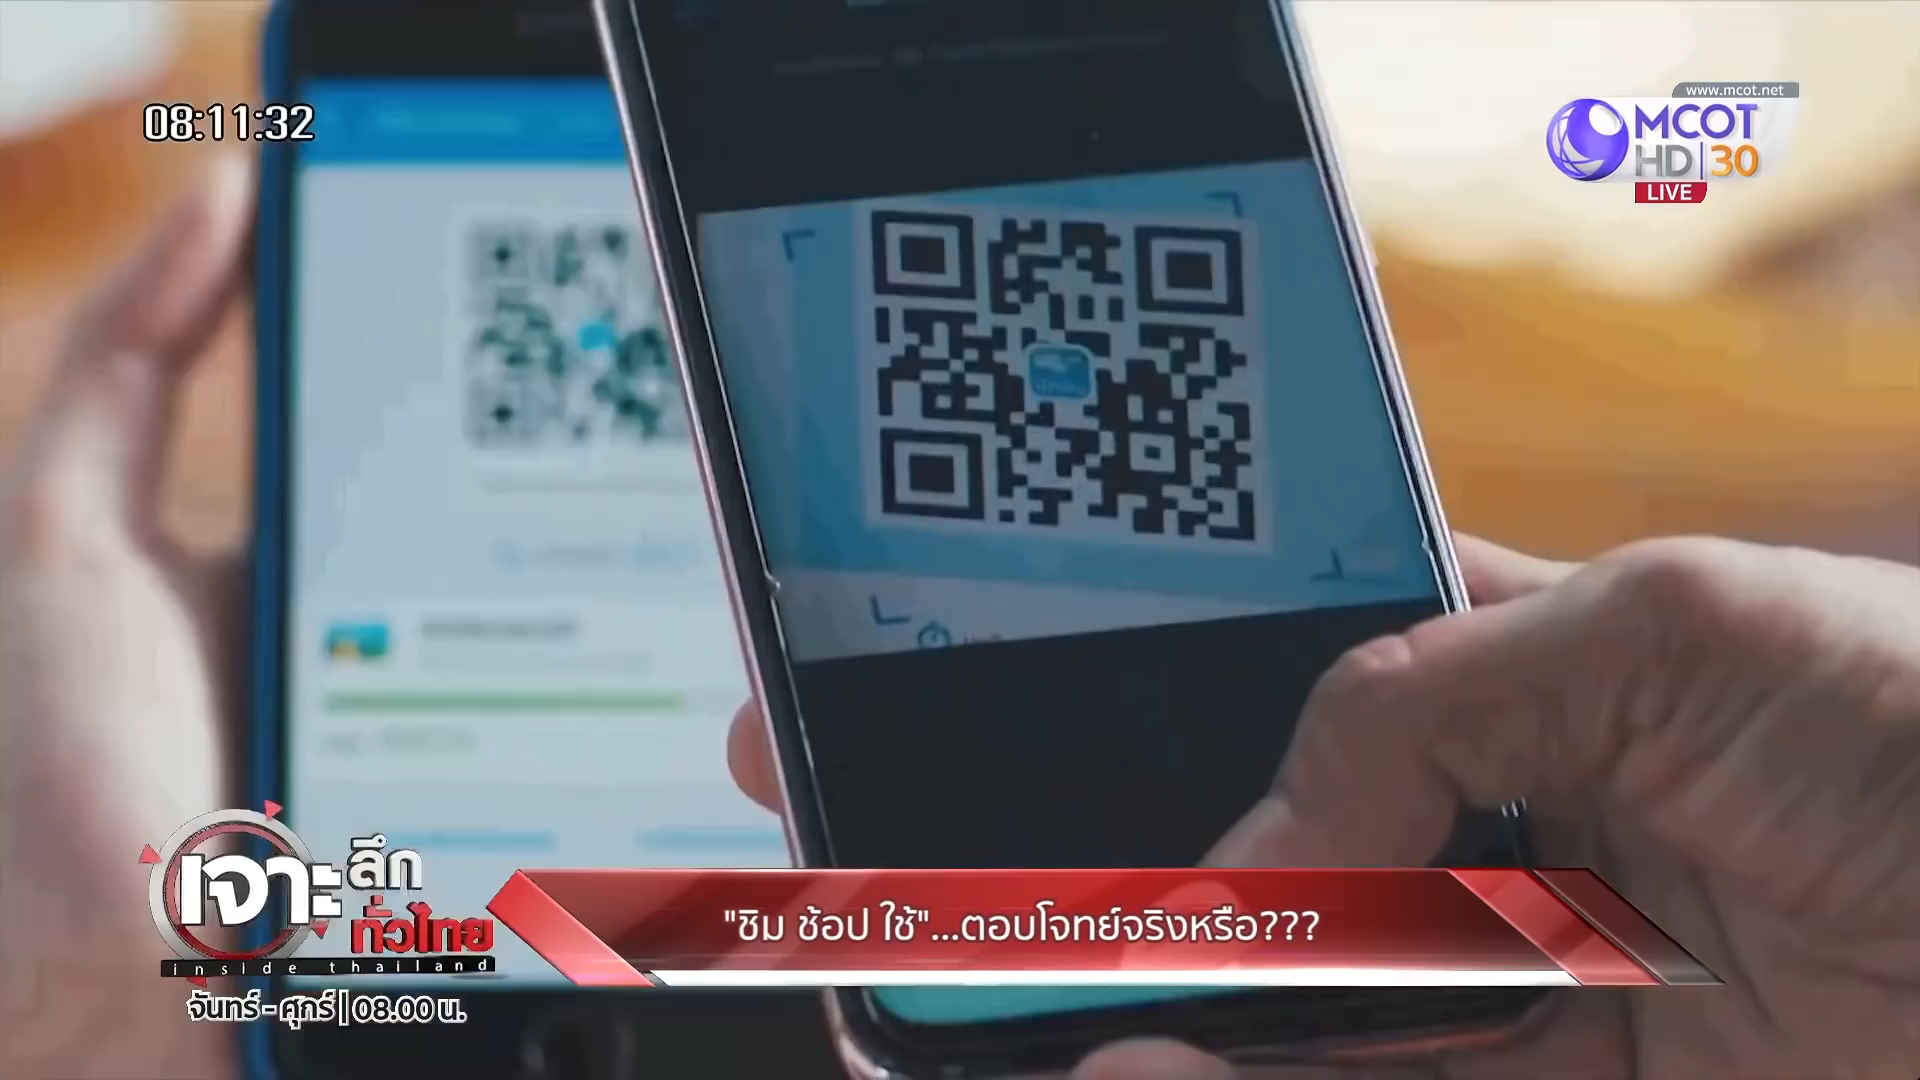 www.mcot.net
08:11:32
MCOT
HD 30
LIVE
เจาะลึก
ทั่วไทย
inside thailand
"ชิม ช้อป ใช้"...ตอบโจทย์จริงหรือ???
จันทร์ - ศุกร์ | 08.00 น.